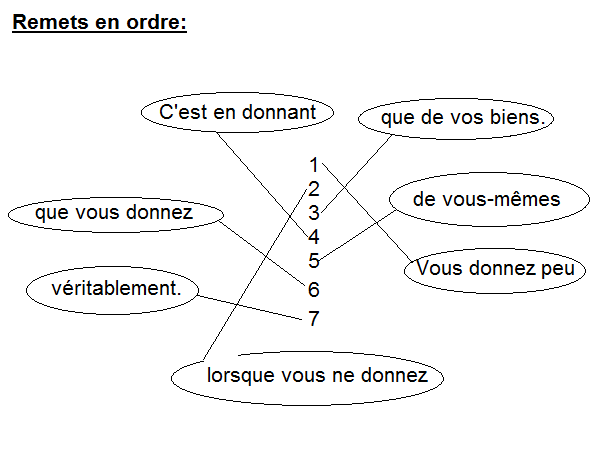 Remets en ordre:
C'est en donnant
que de vos biens.
1
2
3
4
5
6
7
de vous-mêmes
que vous donnez
Vous donnez peu
véritablement.
lorsque vous ne donnez